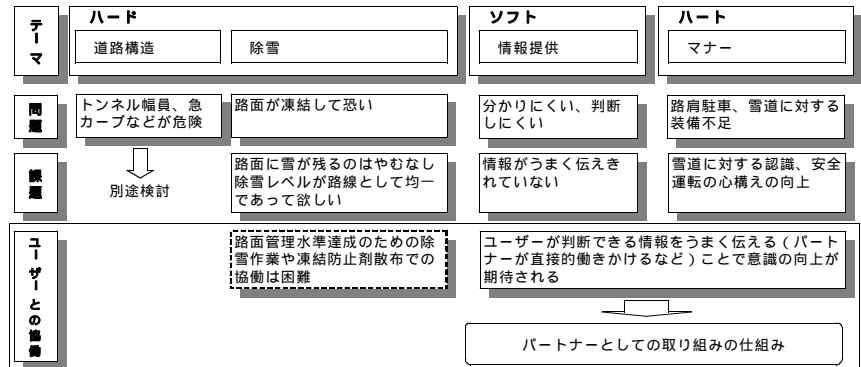 テーマ
ハード
ソフト
ハート
道路構造
除雪
情報提供
マナー
問題
トンネル幅員、急
カーブなどが危険
路面が凍結して恐い
分かりにくい、判断
しにくい
路肩駐車、雪道に対する
装備不足
課題
別途検討
路面に雪が残るのはやむなし
除雪レベルが路線として均一
であって欲しい
情報がうまく伝えき
れていない
雪道に対する認識、安全
運転の心構えの向上
ユーザーとの協働
路面管理水準達成のための除
雪作業や凍結防止剤散布での
協働は困難
ユーザーが判断できる情報をうまく伝える(パート
ナーが直接的働きかけるなど)ことで意識の向上が
期待される
パートナーとしての取り組みの仕組み